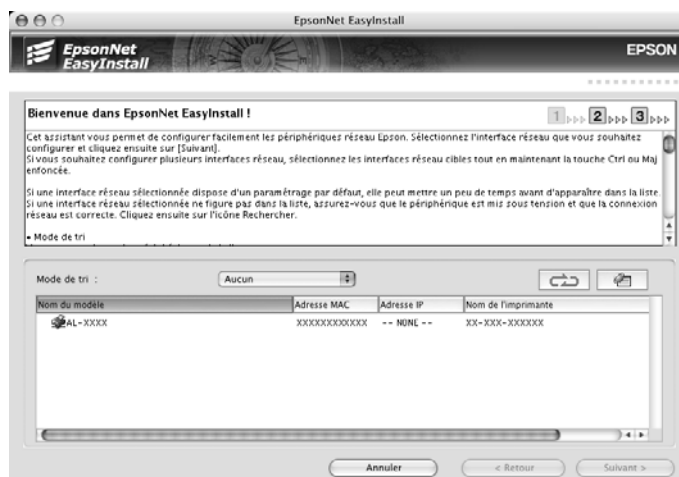 EpsonNet EasyInstall
EpsonNet
EasyInstall
EPSON
Bienvenue dans EpsonNet EasyInstall !
1 2 3
Cet assistant vous permet de configurer facilement les périphériques réseau Epson. Sélectionnez l'interface réseau que vous souhaitez
configurer et cliquez ensuite sur [Suivant].
Si vous souhaitez configurer plusieurs interfaces réseau, sélectionnez les interfaces réseau cibles tout en maintenant la touche Ctrl ou Maj
enfoncée.
Si une interface réseau sélectionnée dispose d'un paramétrage par défaut, elle peut mettre un peu de temps avant d'apparaître dans la liste.
Si une interface réseau sélectionnée ne figure pas dans la liste, assurez-vous que le périphérique est mis sous tension et que la connexion
réseau est correcte. Cliquez ensuite sur l'icône Rechercher.
• Mode de tri
Mode de tri : Aucun
Nom du modèle Adresse MAC Adresse IP Nom de l'imprimante
AL-XXXX XXXXXXXXXXXX -- NONE -- XX-XXX-XXXXXX
Annuler < Retour Suivant >